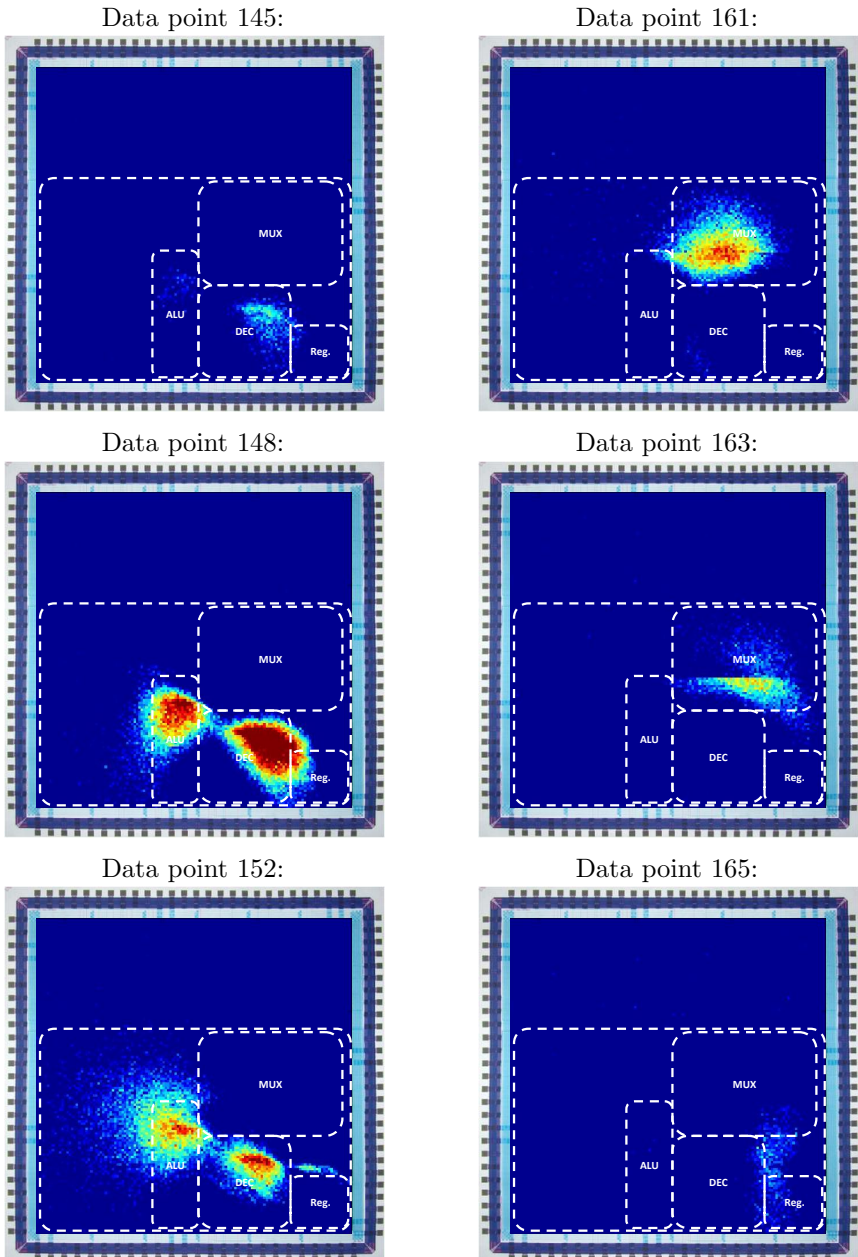 Data point 145:
MUX
ALU
DEC
Reg.
Data point 161:
MUX
ALU
DEC
Reg.
Data point 148:
MUX
ALU
DEC
Reg.
Data point 163:
MUX
ALU
DEC
Reg.
Data point 152:
MUX
ALU
DEC
Reg.
Data point 165:
MUX
ALU
DEC
Reg.